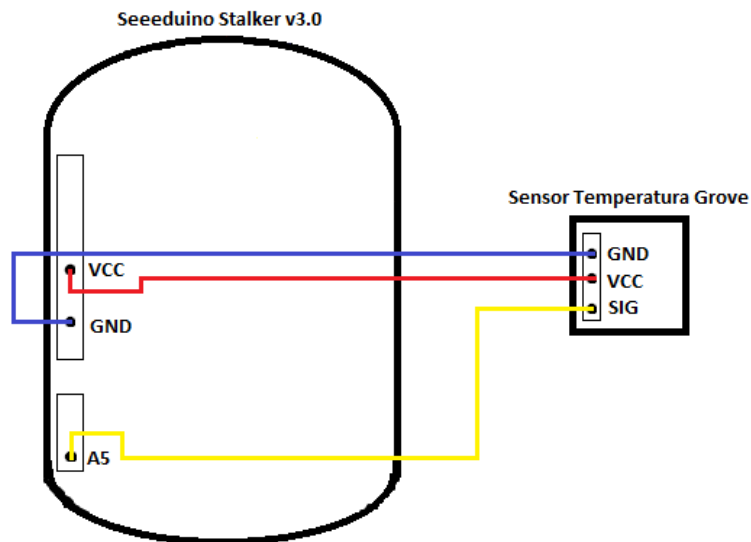 Seeeduino Stalker v3.0
Sensor Temperatura Grove
GND
VCC
VCC
SIG
GND
A5